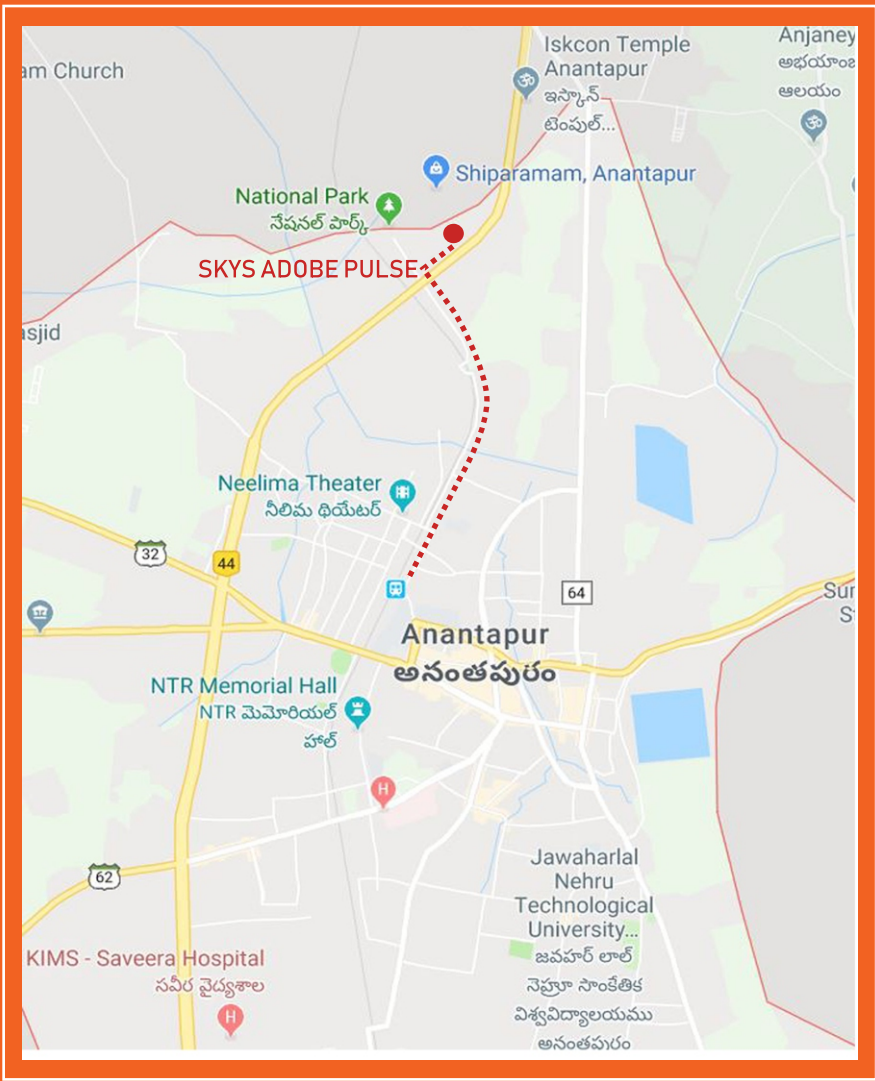 am Church
Iskcon Temple
Anantapur
ఇస్కాన్
టెంపుల్...
Anjaney
అభయాంజ
ఆలయం
Shiparamam, Anantapur
National Park
నేషనల్ పార్క్
SKYS ADOBE PULSE
asjid
Neelima Theater
నీలిమ థియేటర్
32
44
64
Sur
S
Anantapur
అనంతపురం
NTR Memorial Hall
NTR మెమోరియల్
హాల్
H
62
Jawaharlal
Nehru
Technological
University...
జవహర్ లాల్
నెహ్రూ సాంకేతిక
విశ్వవిద్యాలయము
అనంతపురం
KIMS - Saveera Hospital
సవీర వైద్యశాల
H